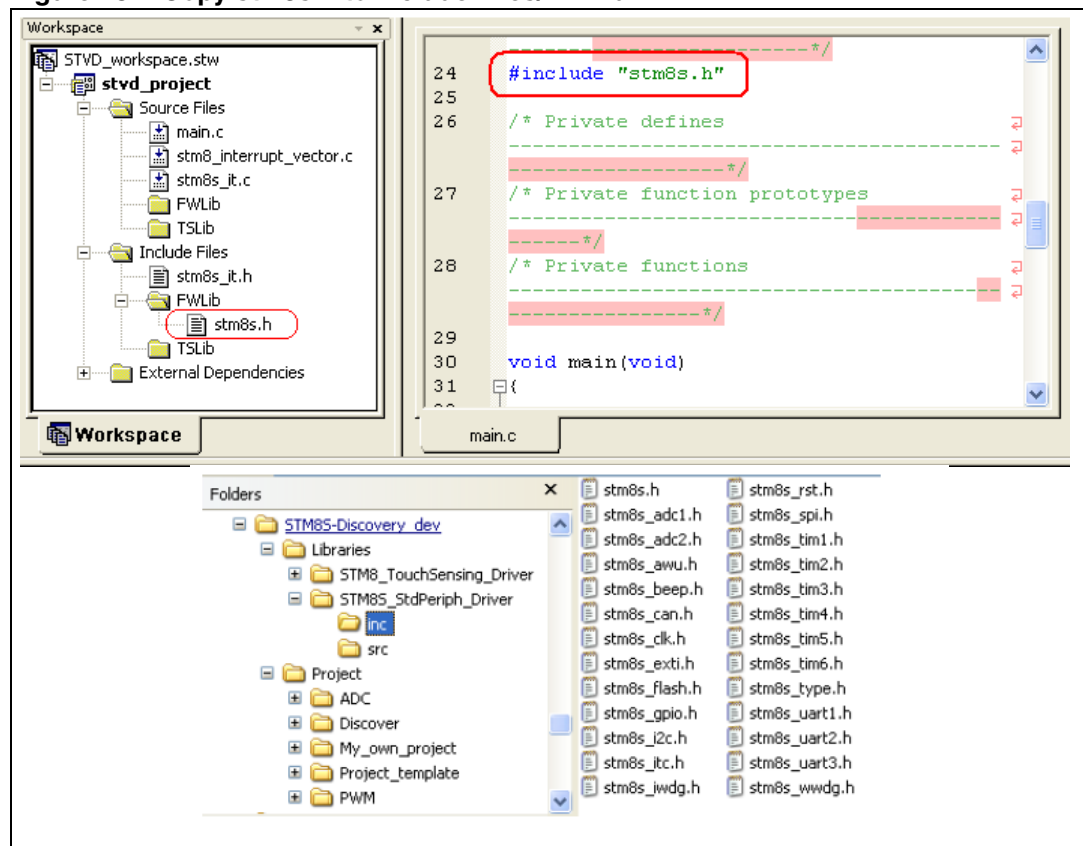 Workspace
STVD_workspace.stw
stvd_project
Source Files
main.c
stm8_interrupt_vector.c
stm8s_it.c
FWLib
TSLib
Include Files
stm8s_it.h
FWLib
stm8s.h
TSLib
External Dependencies
Workspace
---------------------------*/
24 #include "stm8s.h"
25
26 /* Private defines
-----------------------------------------
------------------*/
27 /* Private function prototypes
-----------------------------------------
------*/
28 /* Private functions
-----------------------------------------
----------------*/
29
30 void main(void)
31 {
main.c
Folders
STM8S-Discovery_dev
Libraries
STM8_TouchSensing_Driver
STM8S_StdPeriph_Driver
inc
src
Project
ADC
Discover
My_own_project
Project_template
PWM
stm8s.h
stm8s_adc1.h
stm8s_adc2.h
stm8s_awu.h
stm8s_beep.h
stm8s_can.h
stm8s_clk.h
stm8s_exti.h
stm8s_flash.h
stm8s_gpio.h
stm8s_i2c.h
stm8s_itc.h
stm8s_iwdg.h
stm8s_rst.h
stm8s_spi.h
stm8s_tim1.h
stm8s_tim2.h
stm8s_tim3.h
stm8s_tim4.h
stm8s_tim5.h
stm8s_tim6.h
stm8s_type.h
stm8s_uart1.h
stm8s_uart2.h
stm8s_uart3.h
stm8s_wwdg.h